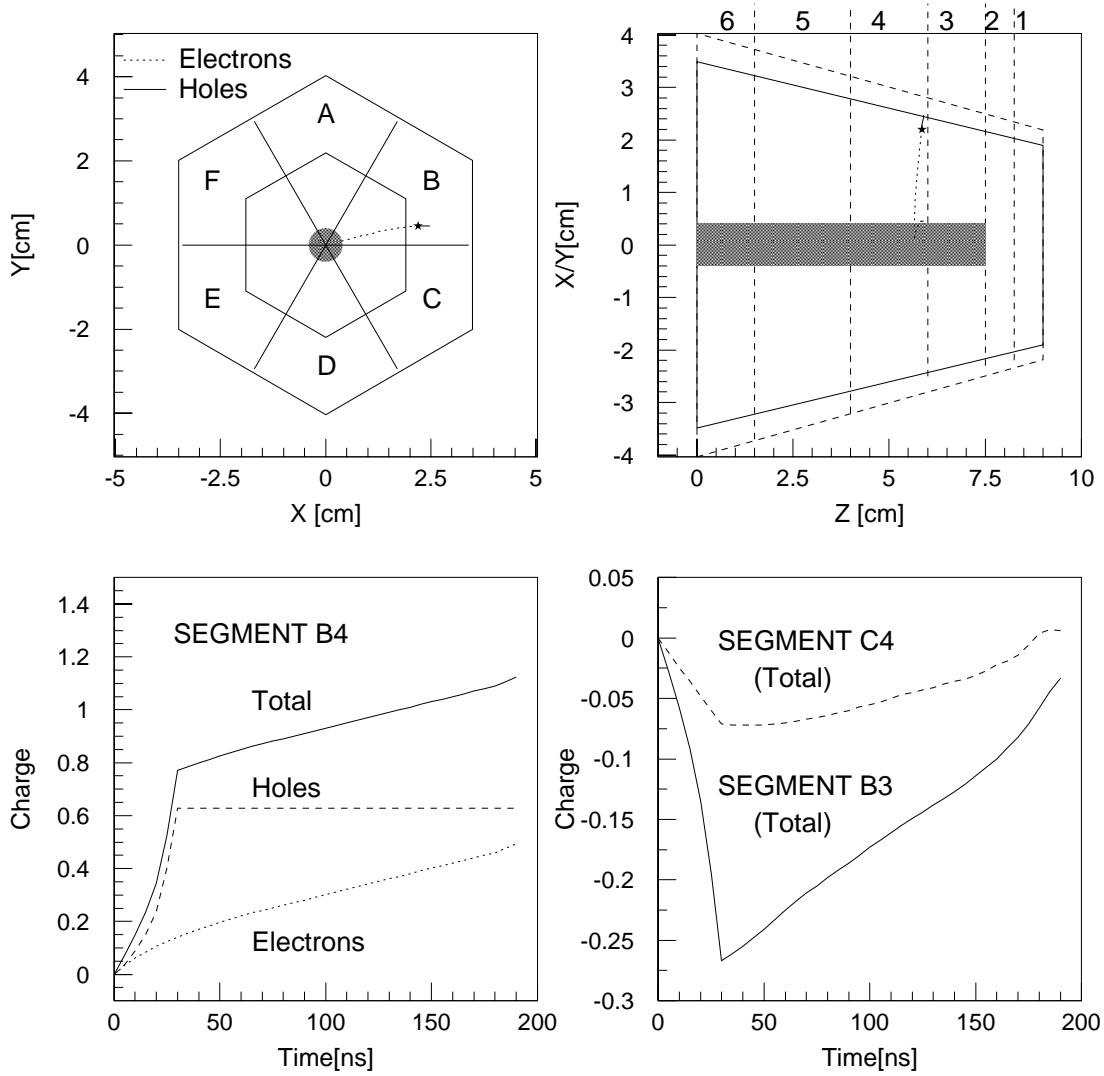 Electrons
Holes
A
F
B
E
C
D
4
2
0
-2
-4
-5
-2.5
0
2.5
5
Y[cm]
X [cm]
6 5 4 3 2 1
4
3
2
1
0
-1
-2
-3
-4
0
2.5
5
7.5
10
X/Y[cm]
Z [cm]
SEGMENT B4
Total
Holes
Electrons
1.4
1.2
1
0.8
0.6
0.4
0.2
0
0
50
100
150
200
Charge
Time[ns]
SEGMENT C4
(Total)
SEGMENT B3
(Total)
0.05
0
-0.05
-0.1
-0.15
-0.2
-0.25
-0.3
0
50
100
150
200
Charge
Time[ns]